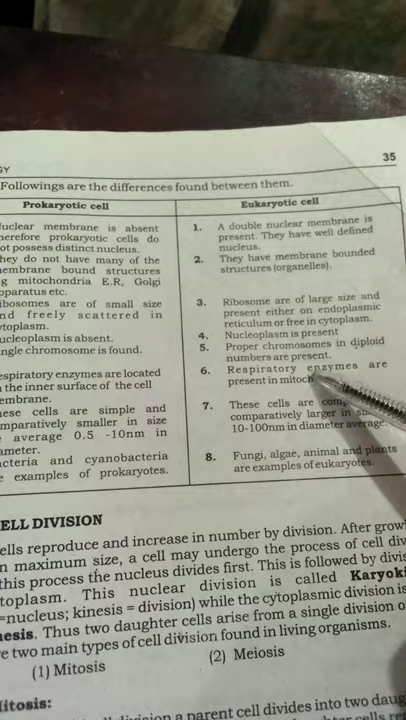 GY
35
Followings are the differences found between them.
Prokaryotic cell
uclear membrane is absent
herefore prokaryotic cells do
ot possess distinct nucleus.
hey do not have many of the
embrane bound structures
g mitochondria E.R, Golgi
pparatus etc.
ibosomes are of small size
nd freely scattered in
ytoplasm.
ucleoplasm is absent.
ngle chromosome is found.
espiratory enzymes are located
the inner surface of the cell
embrane.
hese cells are simple and
mparatively smaller in size
average 0.5 -10nm in
ameter.
acteria and cyanobacteria
e examples of prokaryotes.
Eukaryotic cell
1. A double nuclear membrane is
present. They have well defined
nucleus.
2. They have membrane bounded
structures (organelles).
3. Ribosome are of large size and
present either on endoplasmic
reticulum or free in cytoplasm.
4. Nucleoplasm is present
5. Proper chromosomes in diploid
numbers are present.
6. Respiratory enzymes are
present in mitoch
7. These cells are comp
comparatively larger in
10-100nm in diameter average.
8. Fungi, algae, animal and plants
are examples of eukaryotes.
ELL DIVISION
ells reproduce and increase in number by division. After growi
n maximum size, a cell may undergo the process of cell div
this process the nucleus divides first. This is followed by divis
toplasm. This nuclear division is called Karyoki
=nucleus; kinesis = division) while the cytoplasmic division is
nesis. Thus two daughter cells arise from a single division o
e two main types of cell division found in living organisms.
(1) Mitosis (2) Meiosis
Mitosis:
division a parent cell divides into two daug